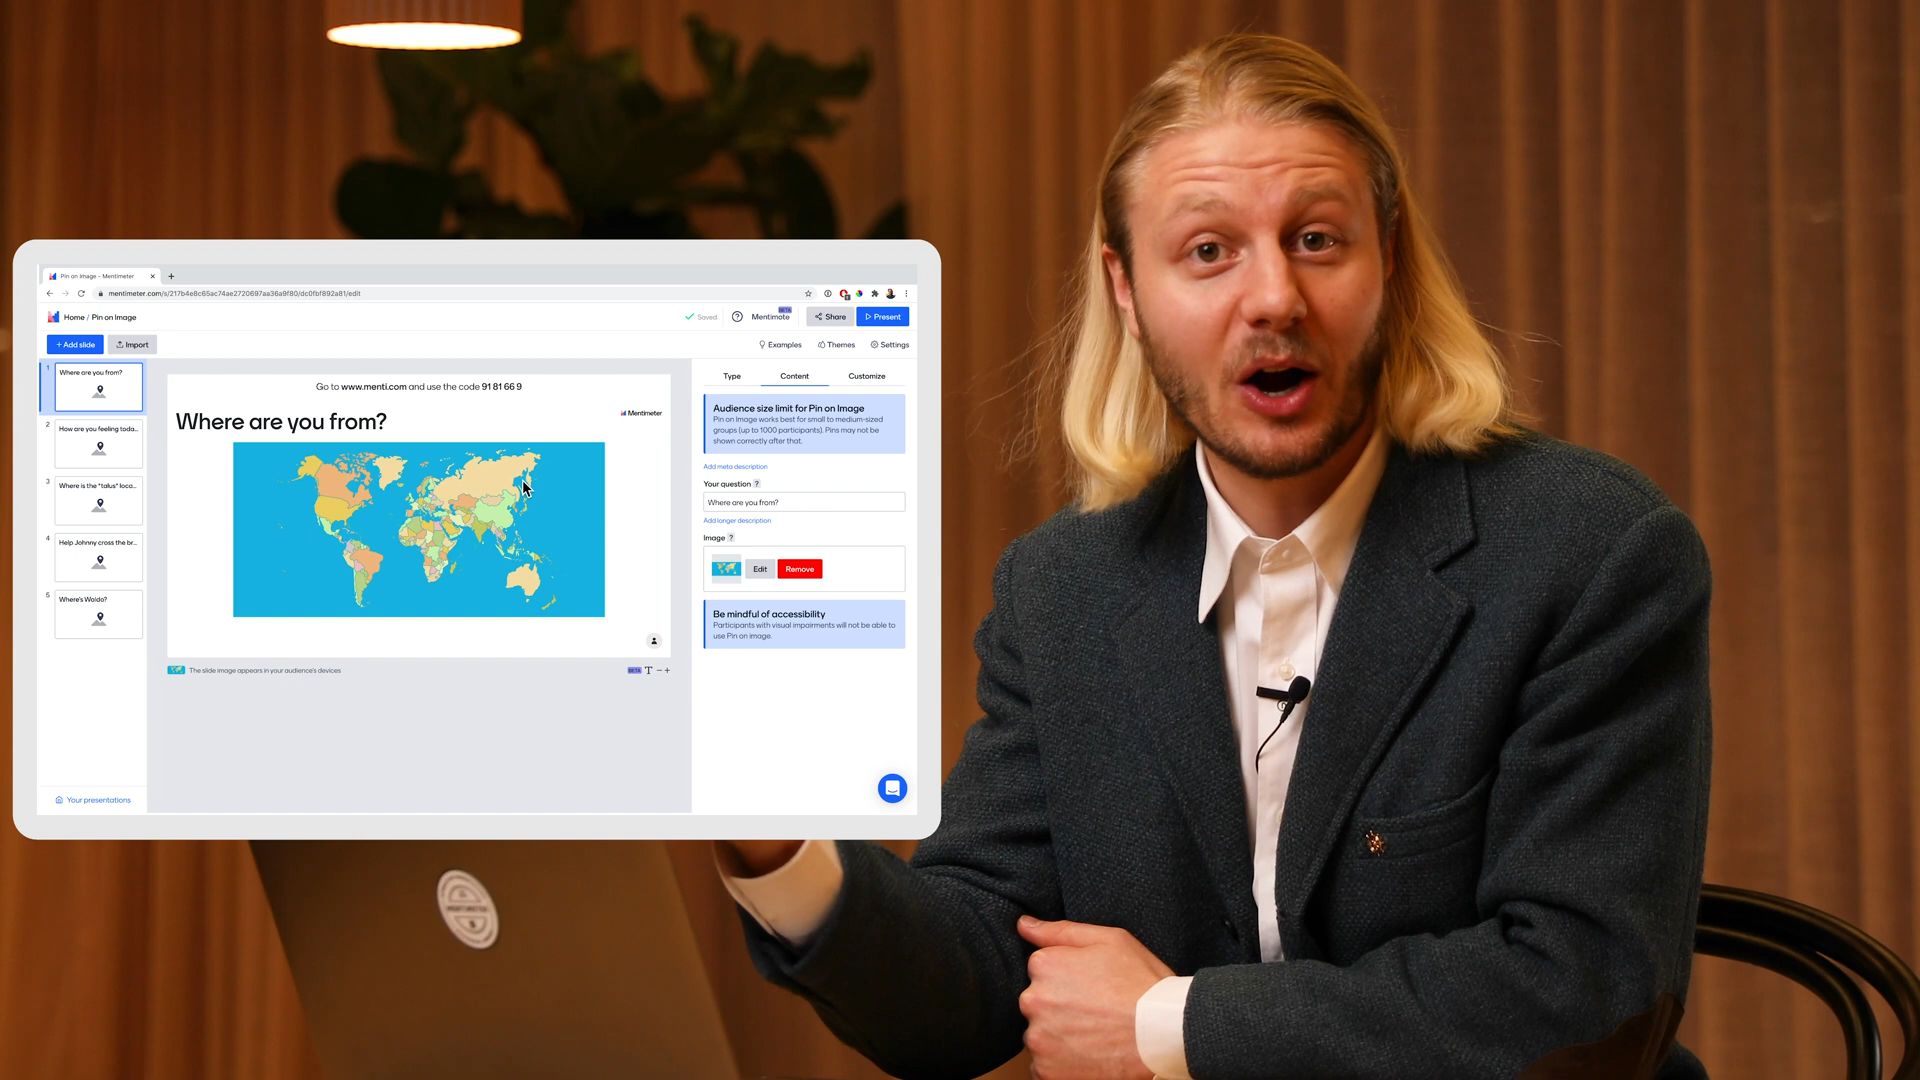 Pin on Image - Mentimeter
mentimeter.com/s/217b4e8c65ac74ae2720697aa36a9f80/dc0fbf892a81/edit
Home / Pin on Image
Saved
Mentimote
BETA
Share
Present
+ Add slide
Import
Examples
Themes
Settings
1
Where are you from?
2
How are you feeling toda...
3
Where is the "talus" loca...
4
Help Johnny cross the br...
5
Where's Waldo?
Your presentations
Go to www.menti.com and use the code 91 81 66 9
Mentimeter
Where are you from?
The slide image appears in your audience's devices
BETA
T
Type
Content
Customize
Audience size limit for Pin on Image
Pin on Image works best for small to medium-sized
groups (up to 1000 participants). Pins may not be
shown correctly after that.
Add meta description
Your question ?
Where are you from?
Add longer description
Image ?
Edit
Remove
Be mindful of accessibility
Participants with visual impairments will not be able to
use Pin on image.